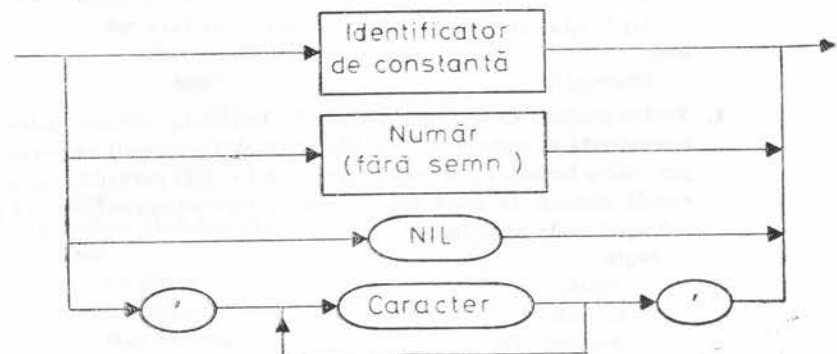 Identificator
de constantă
Număr
(fără semn)
NIL
'
Caracter
'